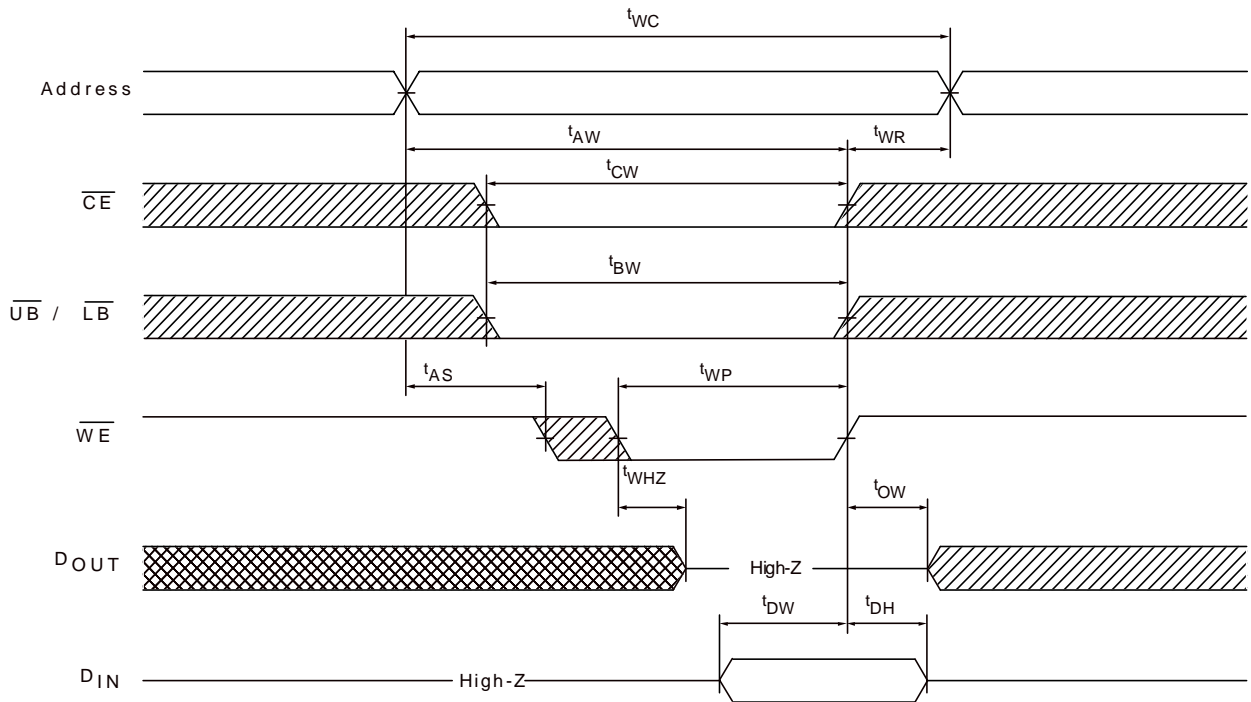 tWC
Address
tAW
tWR
tCW
CE
tBW
UB / LB
tAS
tWP
WE
tWHZ
tOW
DOUT
High-Z
tDW
tDH
DIN
High-Z